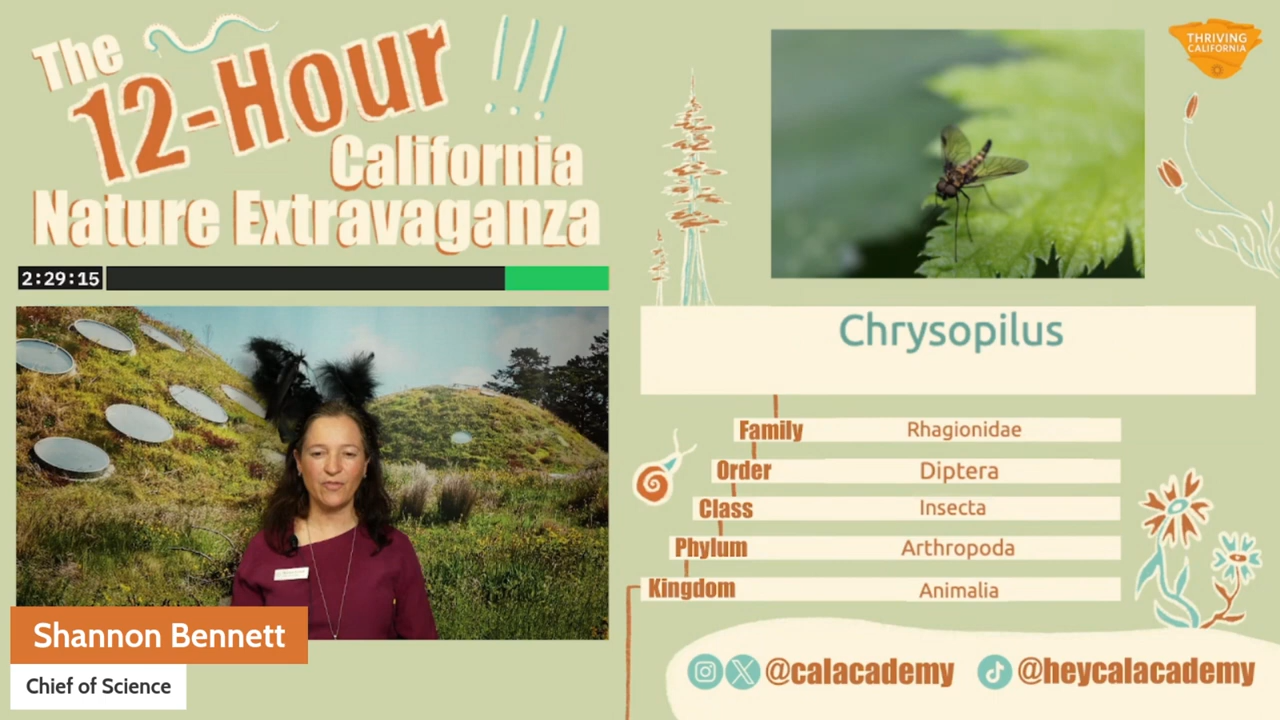 The
12-Hour
!!!
California
Nature Extravaganza
2:29:15
Shannon Bennett
Chief of Science
THRIVING
CALIFORNIA
Chrysopilus
Family Rhagionidae
Order Diptera
Class Insecta
Phylum Arthropoda
Kingdom Animalia
@calacademy @heycalacademy